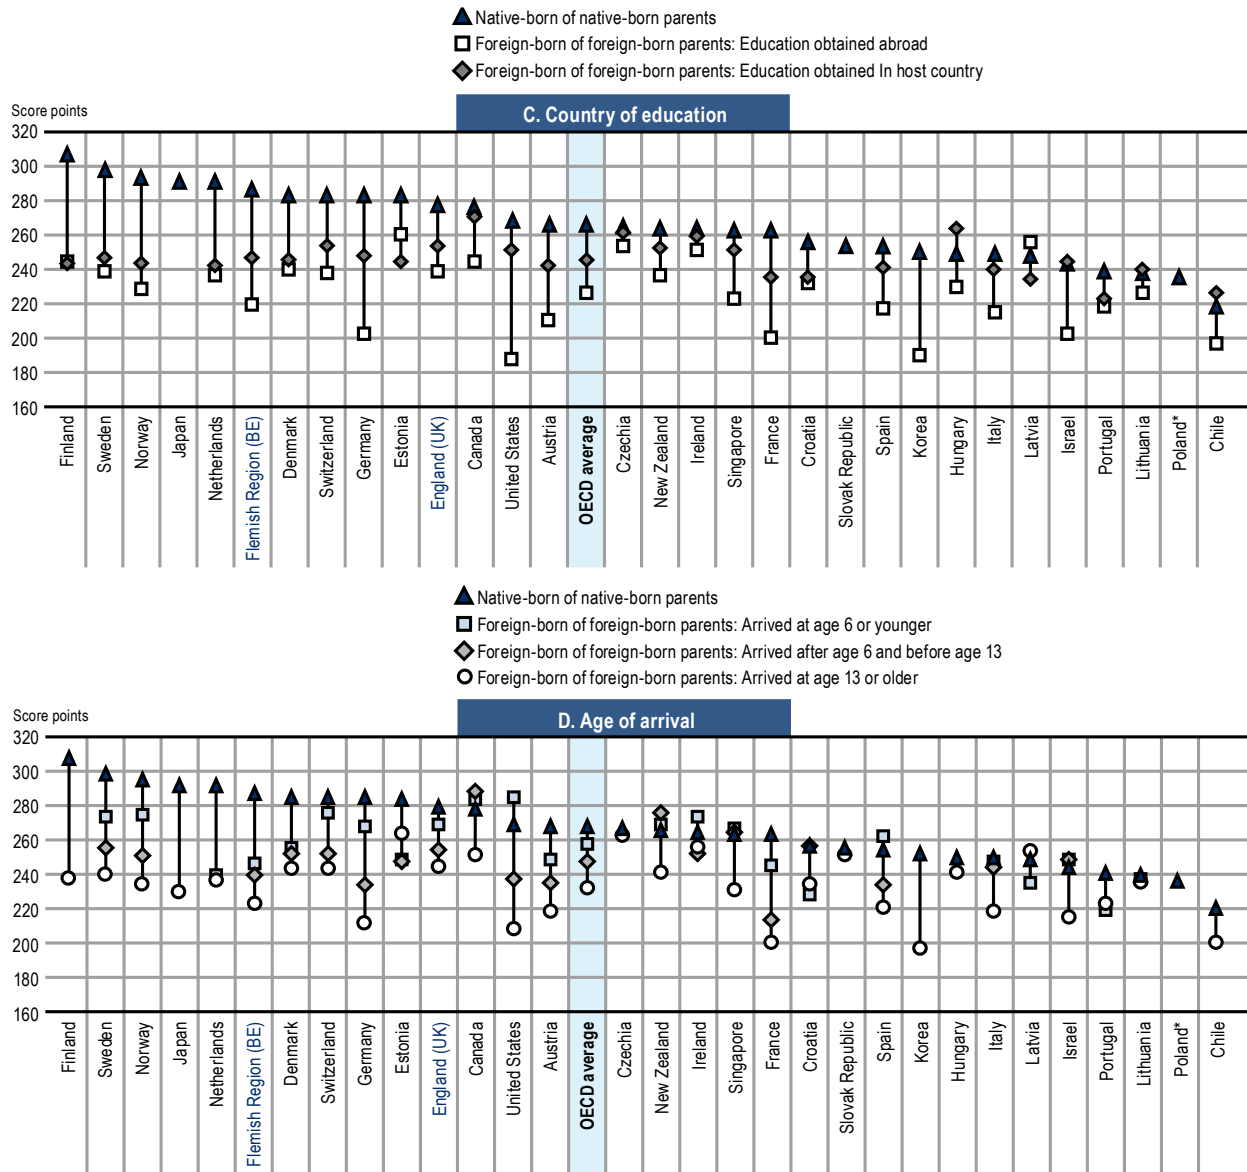 Native-born of native-born parents
Foreign-born of foreign-born parents: Education obtained abroad
Foreign-born of foreign-born parents: Education obtained In host country
Score points
C. Country of education
320
300
280
260
240
220
200
180
160
Finland
Sweden
Norway
Japan
Netherlands
Flemish Region (BE)
Denmark
Switzerland
Germany
Estonia
England (UK)
Canada
United States
Austria
OECD average
Czechia
New Zealand
Ireland
Singapore
France
Croatia
Slovak Republic
Spain
Korea
Hungary
Italy
Latvia
Israel
Portugal
Lithuania
Poland*
Chile
Native-born of native-born parents
Foreign-born of foreign-born parents: Arrived at age 6 or younger
Foreign-born of foreign-born parents: Arrived after age 6 and before age 13
Foreign-born of foreign-born parents: Arrived at age 13 or older
Score points
D. Age of arrival
320
300
280
260
240
220
200
180
160
Finland
Sweden
Norway
Japan
Netherlands
Flemish Region (BE)
Denmark
Switzerland
Germany
Estonia
England (UK)
Canada
United States
Austria
OECD average
Czechia
New Zealand
Ireland
Singapore
France
Croatia
Slovak Republic
Spain
Korea
Hungary
Italy
Latvia
Israel
Portugal
Lithuania
Poland*
Chile